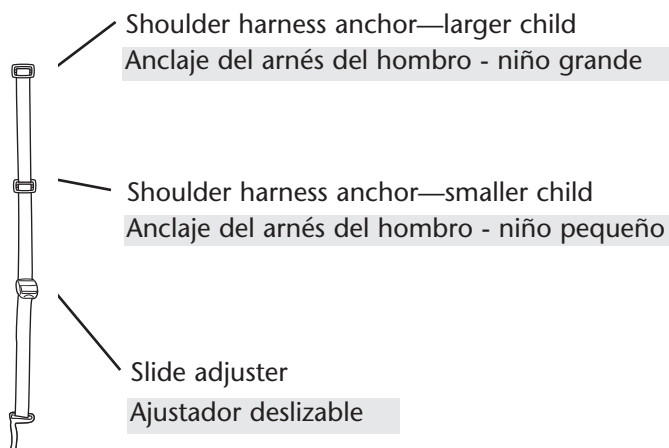 Shoulder harness anchor—larger child
Anclaje del arnés del hombro - niño grande
Shoulder harness anchor—smaller child
Anclaje del arnés del hombro - niño pequeño
Slide adjuster
Ajustador deslizable